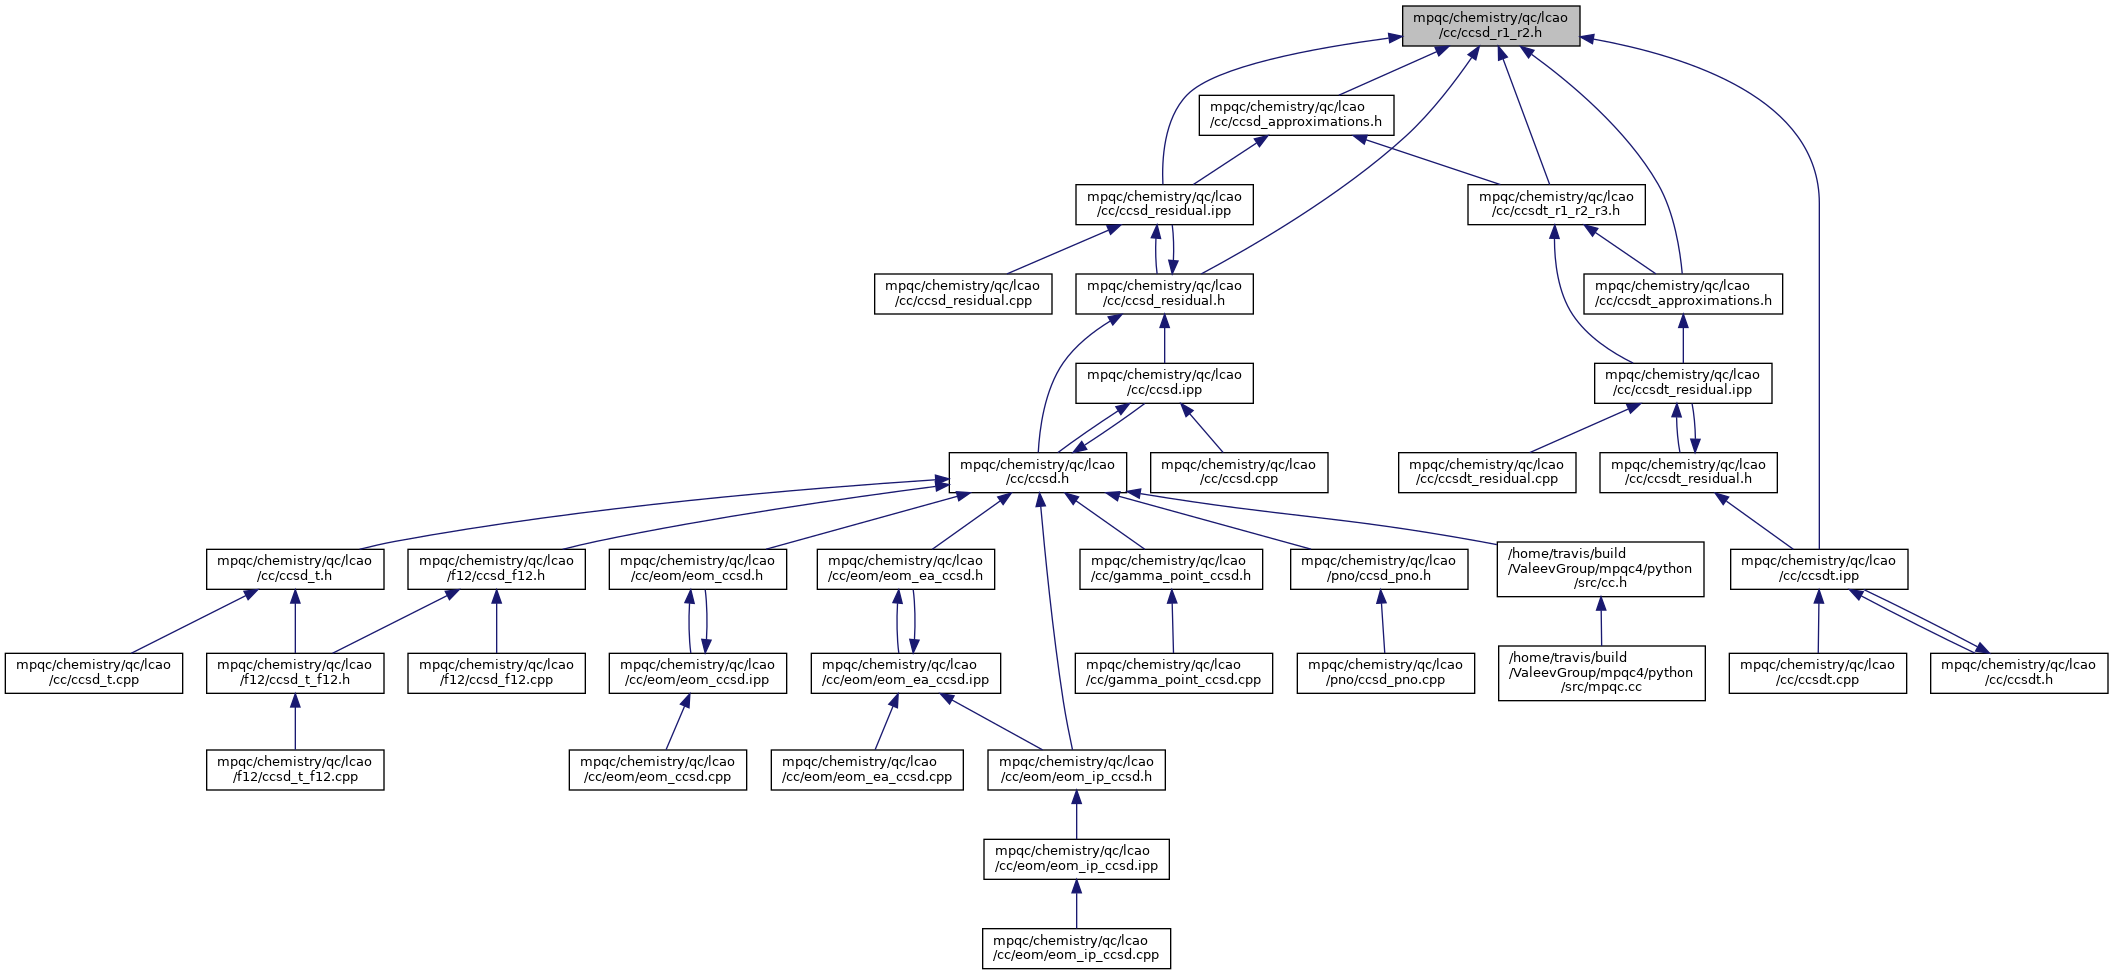 mpqc/chemistry/qc/lcao
/cc/ccsd_r1_r2.h
mpqc/chemistry/qc/lcao
/cc/ccsd_approximations.h
mpqc/chemistry/qc/lcao
/cc/ccsd_residual.ipp
mpqc/chemistry/qc/lcao
/cc/ccsdt_r1_r2_r3.h
mpqc/chemistry/qc/lcao
/cc/ccsd_residual.cpp
mpqc/chemistry/qc/lcao
/cc/ccsd_residual.h
mpqc/chemistry/qc/lcao
/cc/ccsdt_approximations.h
mpqc/chemistry/qc/lcao
/cc/ccsd.ipp
mpqc/chemistry/qc/lcao
/cc/ccsdt_residual.ipp
mpqc/chemistry/qc/lcao
/cc/ccsd.h
mpqc/chemistry/qc/lcao
/cc/ccsd.cpp
mpqc/chemistry/qc/lcao
/cc/ccsdt_residual.cpp
mpqc/chemistry/qc/lcao
/cc/ccsdt_residual.h
mpqc/chemistry/qc/lcao
/cc/ccsd_t.h
mpqc/chemistry/qc/lcao
/f12/ccsd_f12.h
mpqc/chemistry/qc/lcao
/cc/eom/eom_ccsd.h
mpqc/chemistry/qc/lcao
/cc/eom/eom_ea_ccsd.h
mpqc/chemistry/qc/lcao
/cc/gamma_point_ccsd.h
mpqc/chemistry/qc/lcao
/pno/ccsd_pno.h
/home/travis/build
/ValeevGroup/mpqc4/python
/src/cc.h
mpqc/chemistry/qc/lcao
/cc/ccsdt.ipp
mpqc/chemistry/qc/lcao
/cc/ccsd_t.cpp
mpqc/chemistry/qc/lcao
/f12/ccsd_t_f12.h
mpqc/chemistry/qc/lcao
/f12/ccsd_f12.cpp
mpqc/chemistry/qc/lcao
/cc/eom/eom_ccsd.ipp
mpqc/chemistry/qc/lcao
/cc/eom/eom_ea_ccsd.ipp
mpqc/chemistry/qc/lcao
/cc/gamma_point_ccsd.cpp
mpqc/chemistry/qc/lcao
/pno/ccsd_pno.cpp
/home/travis/build
/ValeevGroup/mpqc4/python
/src/mpqc.cc
mpqc/chemistry/qc/lcao
/cc/ccsdt.cpp
mpqc/chemistry/qc/lcao
/cc/ccsdt.h
mpqc/chemistry/qc/lcao
/f12/ccsd_t_f12.cpp
mpqc/chemistry/qc/lcao
/cc/eom/eom_ccsd.cpp
mpqc/chemistry/qc/lcao
/cc/eom/eom_ea_ccsd.cpp
mpqc/chemistry/qc/lcao
/cc/eom/eom_ip_ccsd.h
mpqc/chemistry/qc/lcao
/cc/eom/eom_ip_ccsd.ipp
mpqc/chemistry/qc/lcao
/cc/eom/eom_ip_ccsd.cpp